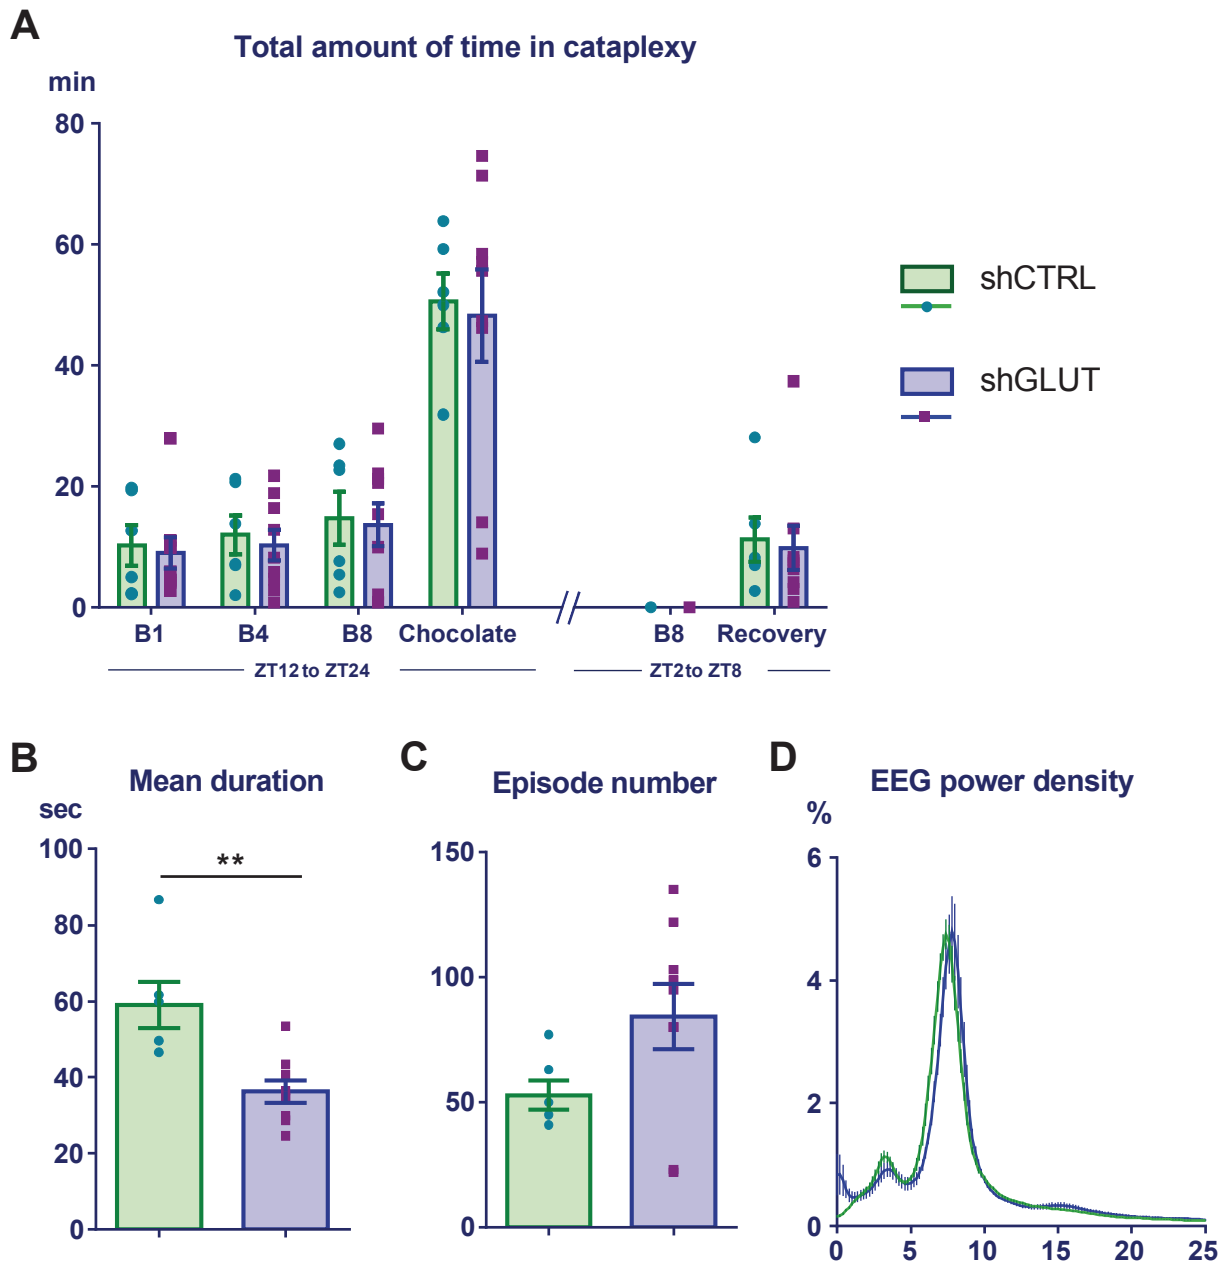 A
Total amount of time in cataplexy
min
80
60
40
20
0
B1 B4 B8 Chocolate B8 Recovery
ZT12 to ZT24 ZT2 to ZT8
shCTRL
shGLUT
B
Mean duration
sec
100
80
60
40
20
0
**
C
Episode number
150
100
50
0
D
EEG power density
%
6
4
2
0
0 5 10 15 20 25